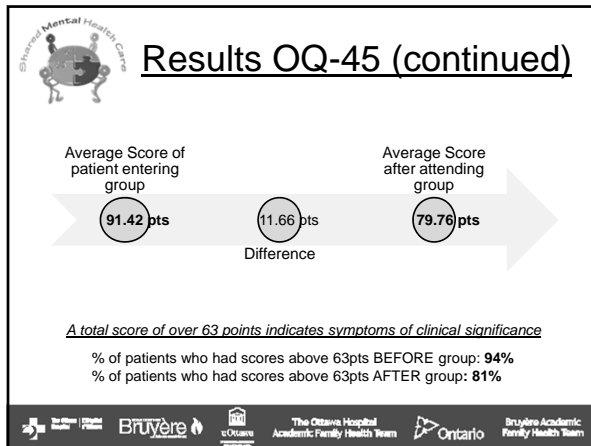 Shared Mental Health Care
Results OQ-45 (continued)
Average Score of
patient entering
group
Average Score
after attending
group
91.42 pts
11.66 pts
79.76 pts
Difference
A total score of over 63 points indicates symptoms of clinical significance
% of patients who had scores above 63pts BEFORE group: 94%
% of patients who had scores above 63pts AFTER group: 81%
Bruyère
uOttawa
The Ottawa Hospital
Academic Family Health Team
Ontario
Bruyère Academic
Family Health Team